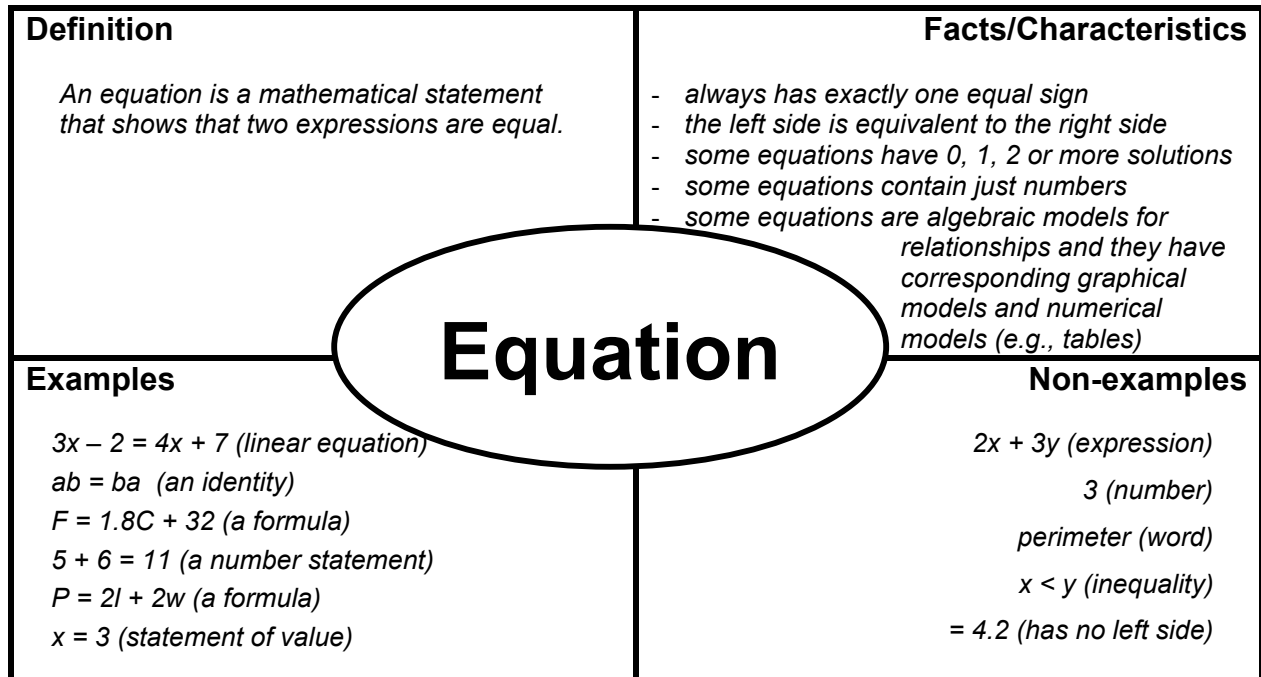 Definition
An equation is a mathematical statement
that shows that two expressions are equal.
Facts/Characteristics
- always has exactly one equal sign
- the left side is equivalent to the right side
- some equations have 0, 1, 2 or more solutions
- some equations contain just numbers
- some equations are algebraic models for
relationships and they have
corresponding graphical
models and numerical
models (e.g., tables)
Equation
Examples
3x – 2 = 4x + 7 (linear equation)
ab = ba (an identity)
F = 1.8C + 32 (a formula)
5 + 6 = 11 (a number statement)
P = 2l + 2w (a formula)
x = 3 (statement of value)
Non-examples
2x + 3y (expression)
3 (number)
perimeter (word)
x < y (inequality)
= 4.2 (has no left side)